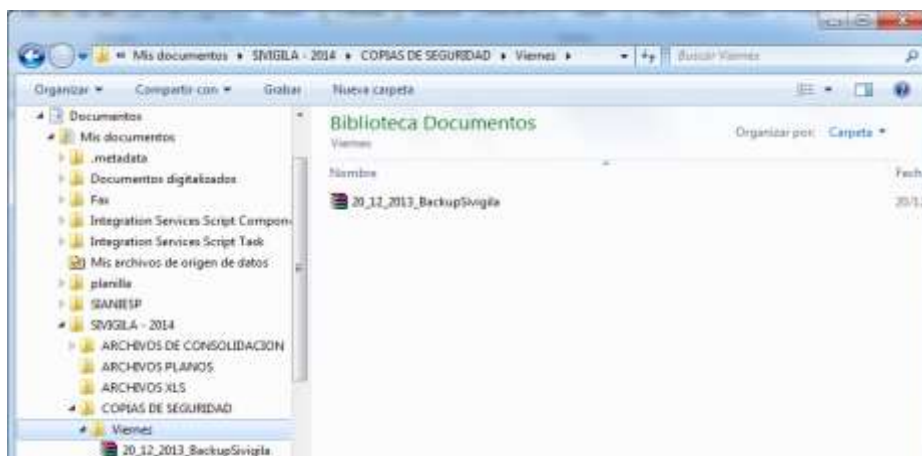 « Mis documentos ▸ SIVIGILA - 2014 ▸ COPIAS DE SEGURIDAD ▸ Viernes ▸
Buscar Viernes
Organizar Compartir con Grabar Nueva carpeta
Documentos
Mis documentos
.metadata
Documentos digitalizados
Fax
Integration Services Script Compon
Integration Services Script Task
Mis archivos de origen de datos
planilla
SIANIESP
SIVIGILA - 2014
ARCHIVOS DE CONSOLIDACION
ARCHIVOS PLANOS
ARCHIVOS XLS
COPIAS DE SEGURIDAD
Viernes
20_12_2013_BackupSivigila
Biblioteca Documentos
Viernes
Organizar por: Carpeta
Nombre
Fech
20_12_2013_BackupSivigila
20/1